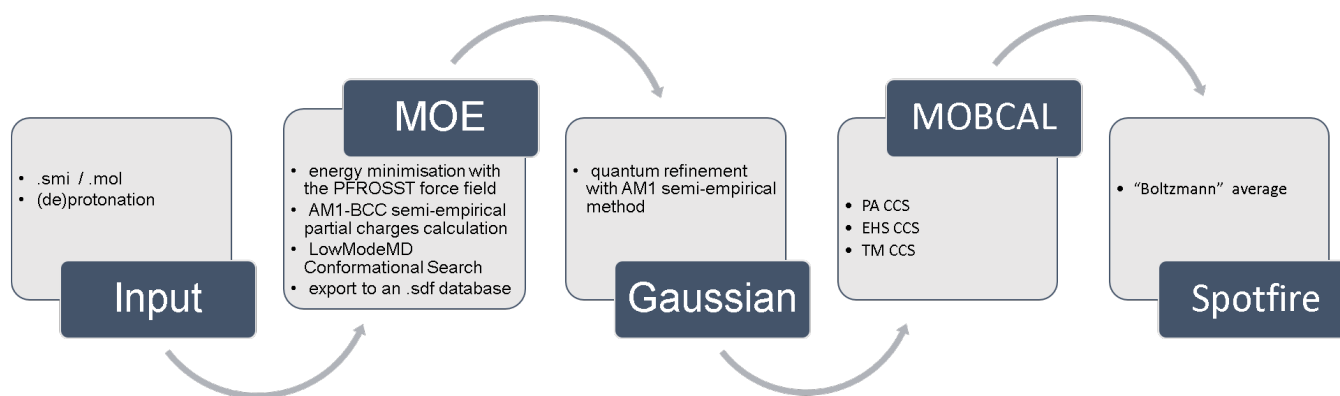 Input
• .smi / .mol
• (de)protonation
MOE
• energy minimisation with
the PFROSST force field
• AM1-BCC semi-empirical
partial charges calculation
• LowModeMD
Conformational Search
• export to an .sdf database
Gaussian
• quantum refinement
with AM1 semi-empirical
method
MOBCAL
• PA CCS
• EHS CCS
• TM CCS
Spotfire
• “Boltzmann” average